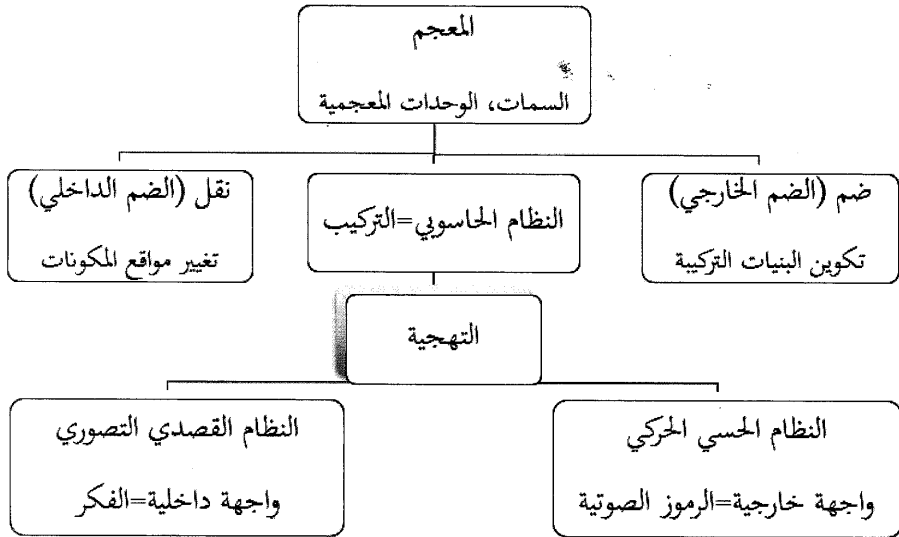 المعجم
السمات، الوحدات المعجمية
ضم (الضم الخارجي)
تكوين البنيات التركيبة
النظام الحاسوبي=التركيب
نقل (الضم الداخلي)
تغيير مواقع المكونات
التهجية
النظام الحسي الحركي
واجهة خارجية=الرموز الصوتية
النظام القصدي التصوري
واجهة داخلية=الفكر